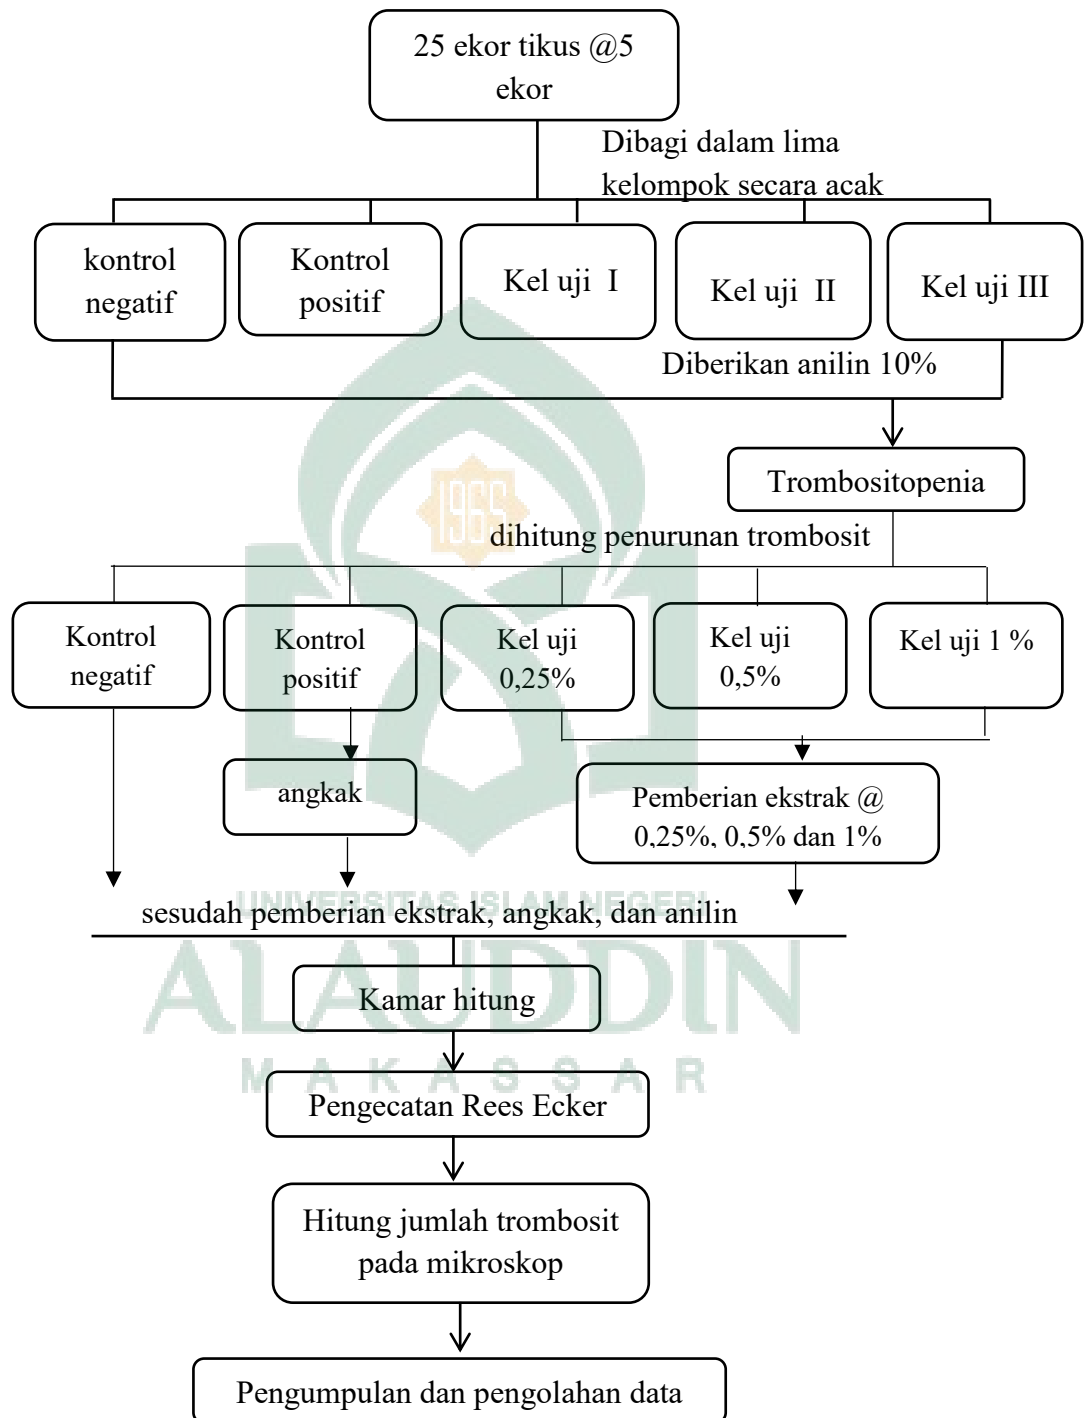 25 ekor tikus @5
ekor
Dibagi dalam lima
kelompok secara acak
kontrol
negatif
Kontrol
positif
Kel uji I
Kel uji II
Kel uji III
Diberikan anilin 10%
Trombositopenia
1965
dihitung penurunan trombosit
Kontrol
negatif
Kontrol
positif
Kel uji
0,25%
Kel uji
0,5%
Kel uji 1 %
angkak
Pemberian ekstrak @
0,25%, 0,5% dan 1%
UNIVERSITAS ISLAM NEGERI
sesudah pemberian ekstrak, angkak, dan anilin
ALAUDDIN
Kamar hitung
MAKASSAR
Pengecatan Rees Ecker
Hitung jumlah trombosit
pada mikroskop
Pengumpulan dan pengolahan data